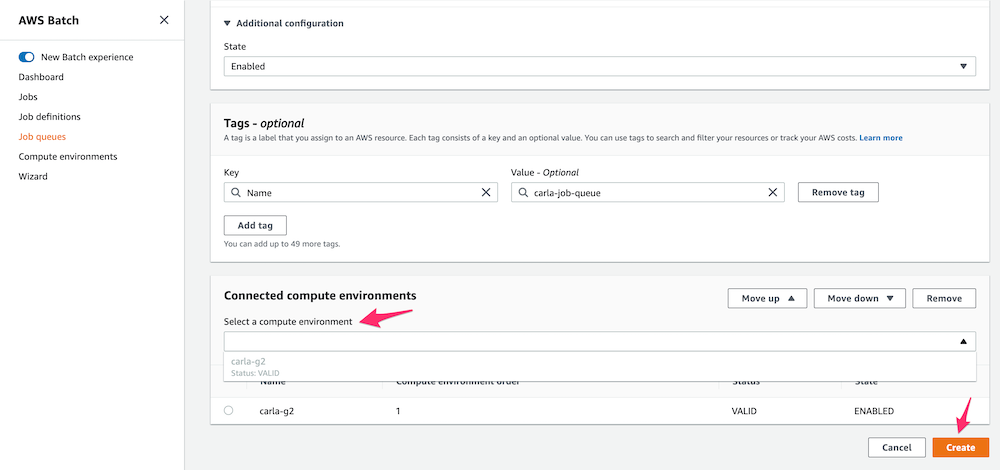 AWS Batch
New Batch experience
Dashboard
Jobs
Job definitions
Job queues
Compute environments
Wizard
Additional configuration
State
Enabled
Tags - optional
A tag is a label that you assign to an AWS resource. Each tag consists of a key and an optional value. You can use tags to search and filter your resources or track your AWS costs. Learn more
Key Value - Optional
Name carla-job-queue Remove tag
Add tag
You can add up to 49 more tags.
Connected compute environments Move up Move down Remove
Select a compute environment
carla-g2
Status: VALID
Name Compute environment order Status State
carla-g2 1 VALID ENABLED
Cancel Create